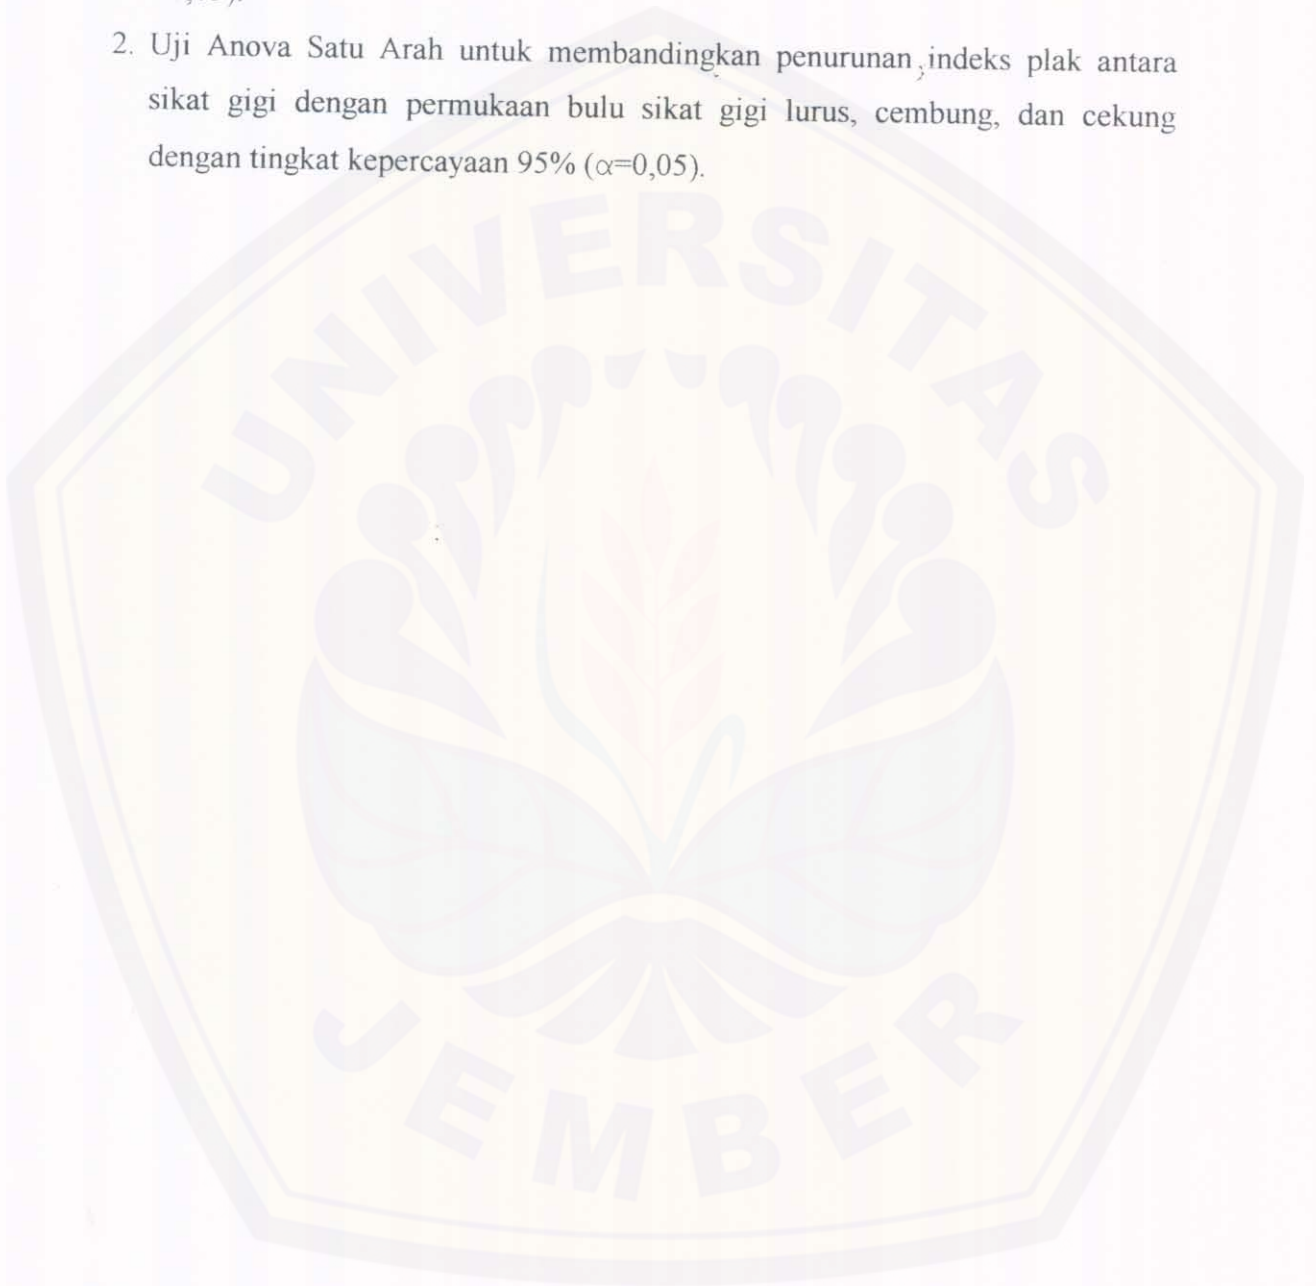 2. Uji Anova Satu Arah untuk membandingkan penurunan indeks plak antara
sikat gigi dengan permukaan bulu sikat gigi lurus, cembung, dan cekung
dengan tingkat kepercayaan 95% (α=0,05).
UNIVERSITAS
JEMBER